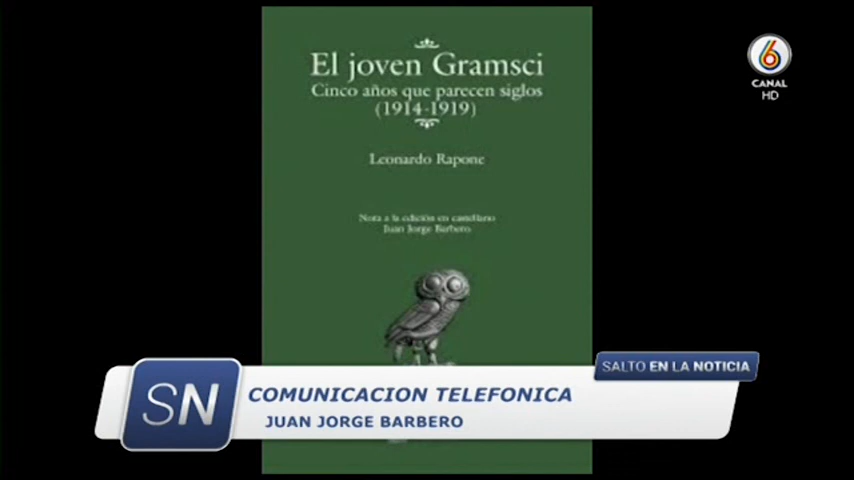 El joven Gramsci
Cinco años que parecen siglos
(1914-1919)
Leonardo Rapone
Nota a la edición en castellano
Juan Jorge Barbero
6
CANAL
HD
SALTO EN LA NOTICIA
SN
COMUNICACION TELEFONICA
JUAN JORGE BARBERO